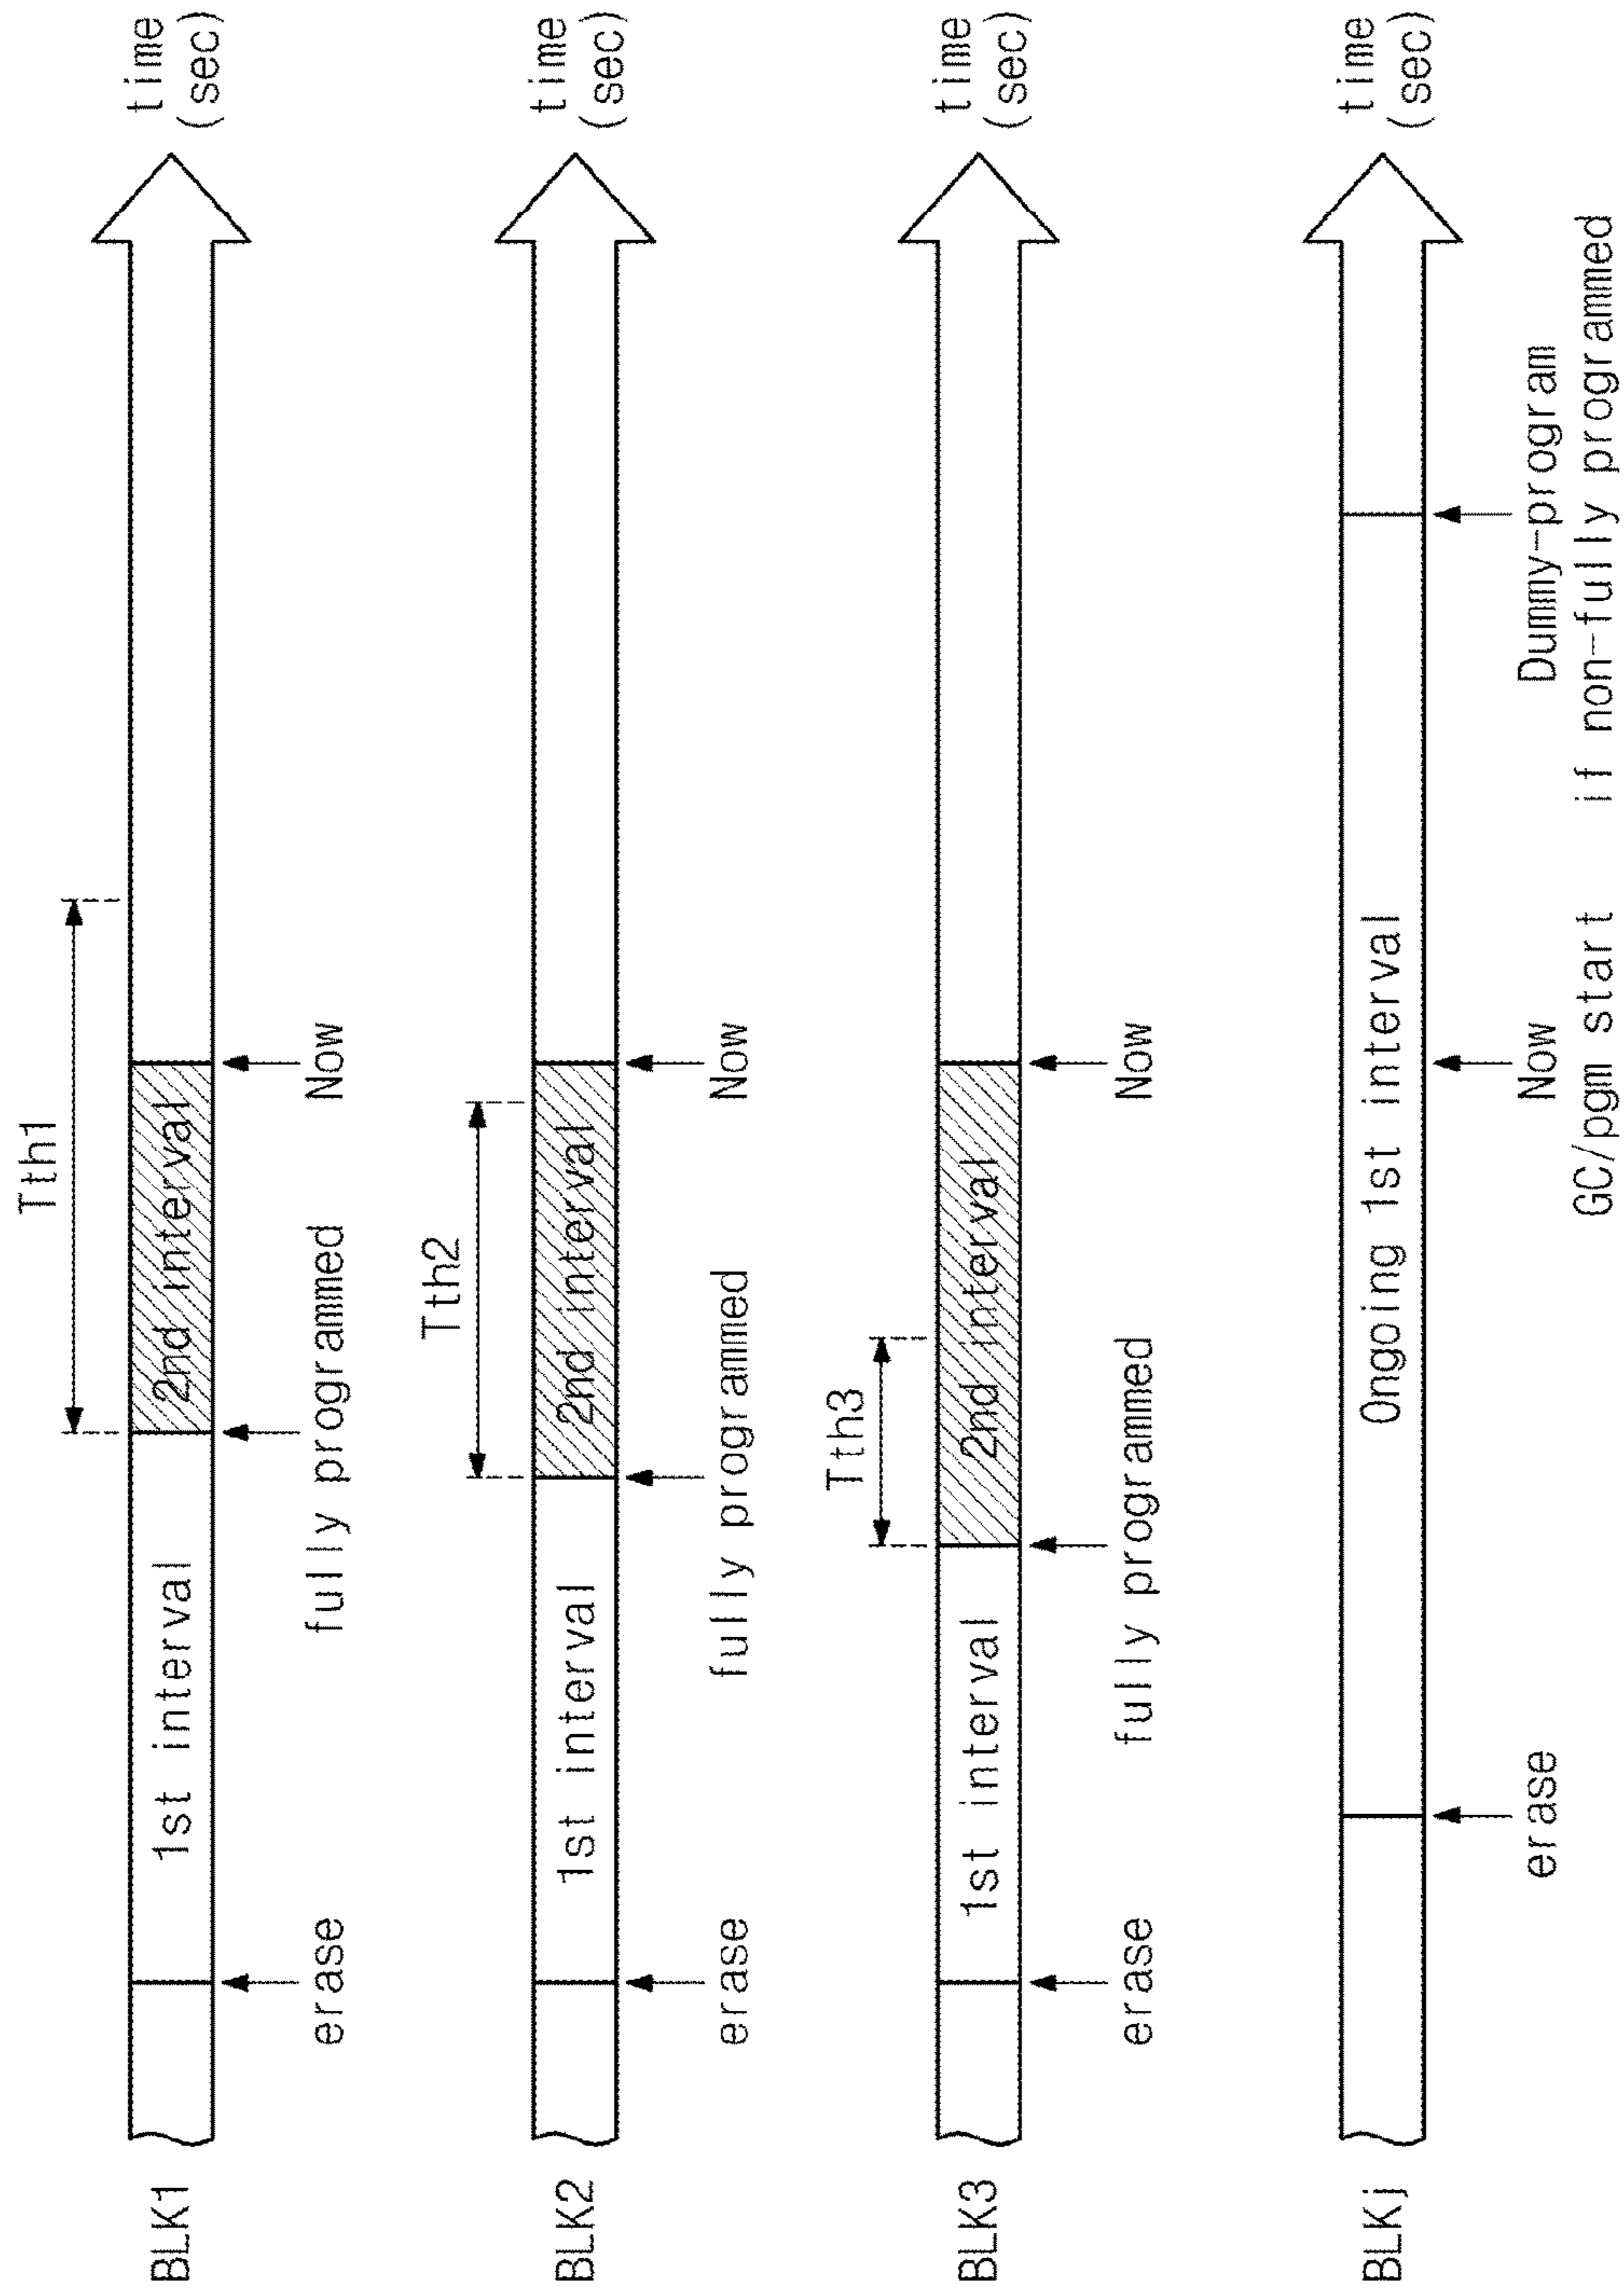 Tth1
BLK1
1st interval
2nd interval
time
(sec)
erase
fully programmed
Now
Tth2
BLK2
1st interval
2nd interval
time
(sec)
erase
fully programmed
Now
Tth3
BLK3
1st interval
2nd interval
time
(sec)
erase
fully programmed
Now
BLKj
Ongoing 1st interval
time
(sec)
erase
Now
GC/pgm start
Dummy-program
if non-fully programmed